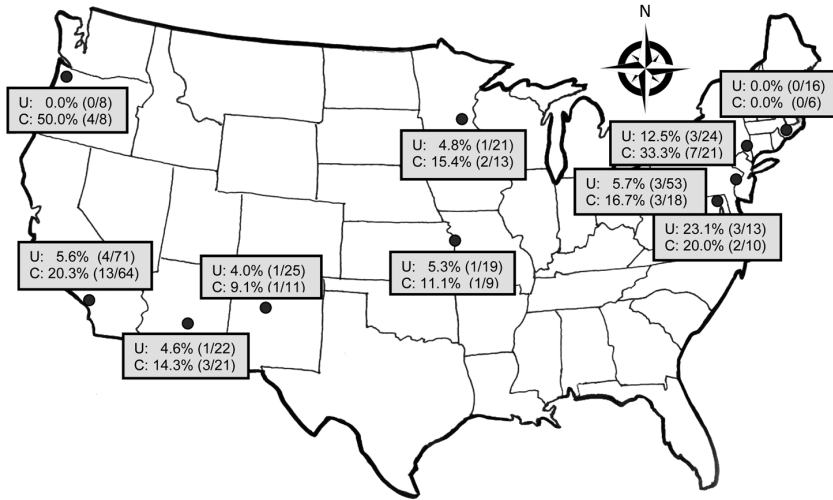 N
U: 0.0% (0/8)
C: 50.0% (4/8)
U: 0.0% (0/16)
C: 0.0% (0/6)
U: 4.8% (1/21)
C: 15.4% (2/13)
U: 12.5% (3/24)
C: 33.3% (7/21)
U: 5.7% (3/53)
C: 16.7% (3/18)
U: 23.1% (3/13)
C: 20.0% (2/10)
U: 5.6% (4/71)
C: 20.3% (13/64)
U: 4.0% (1/25)
C: 9.1% (1/11)
U: 5.3% (1/19)
C: 11.1% (1/9)
U: 4.6% (1/22)
C: 14.3% (3/21)